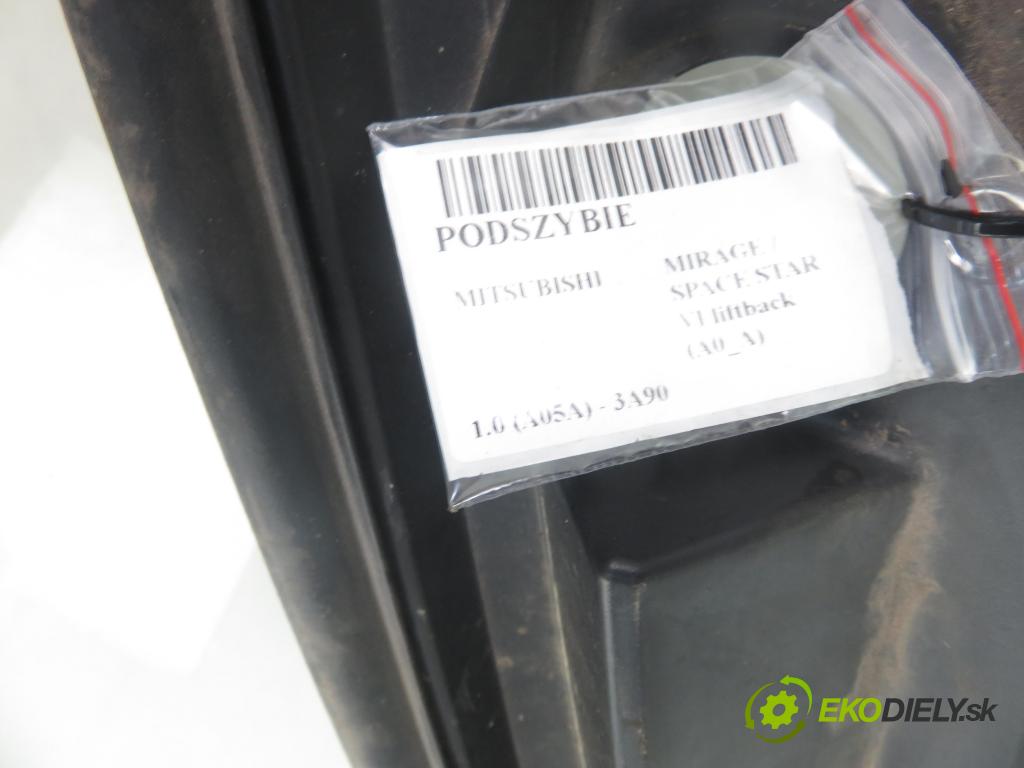 PODSZYBIE
MITSUBISHI
MIRAGE /
SPACE STAR
VI liftback
(A0_A)
1.0 (A05A) - 3A90
EKODIELY.sk